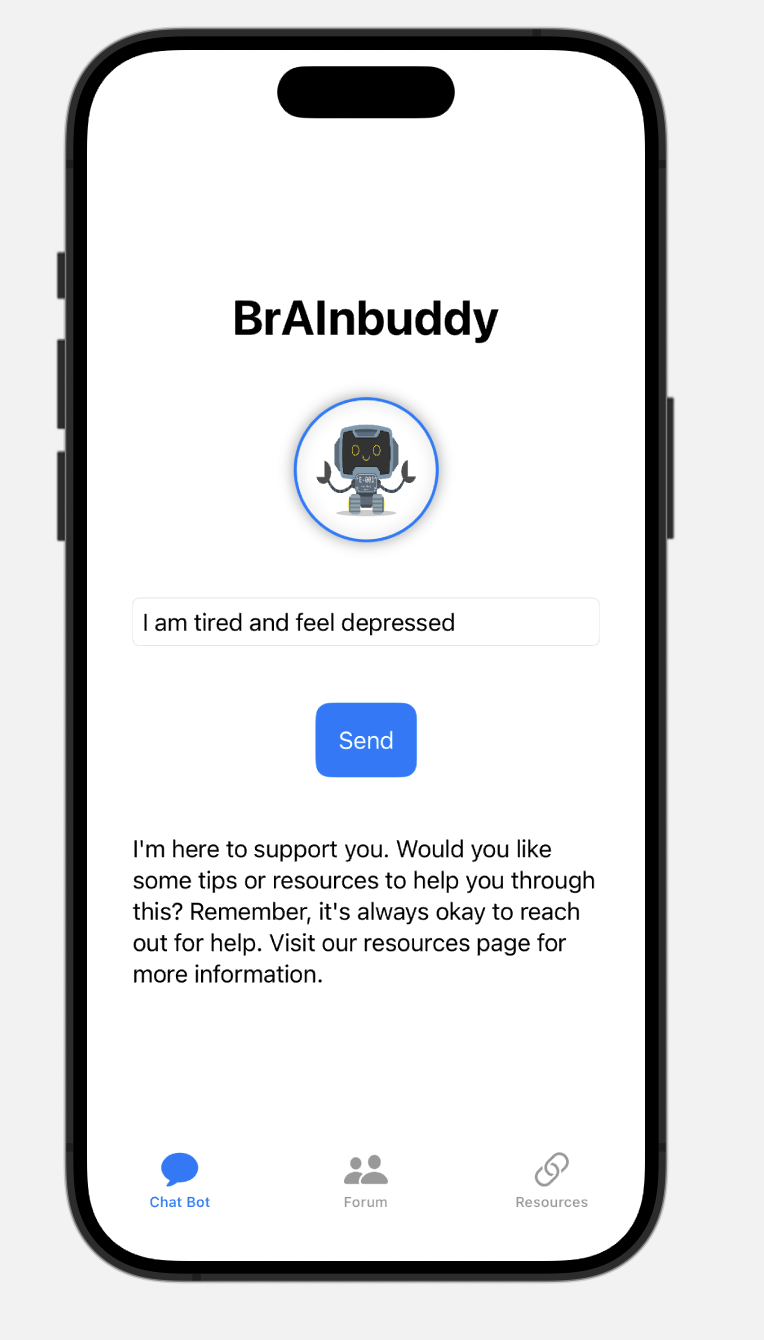 BrAInbuddy
I am tired and feel depressed
Send
I'm here to support you. Would you like
some tips or resources to help you through
this? Remember, it's always okay to reach
out for help. Visit our resources page for
more information.
Chat Bot
Forum
Resources